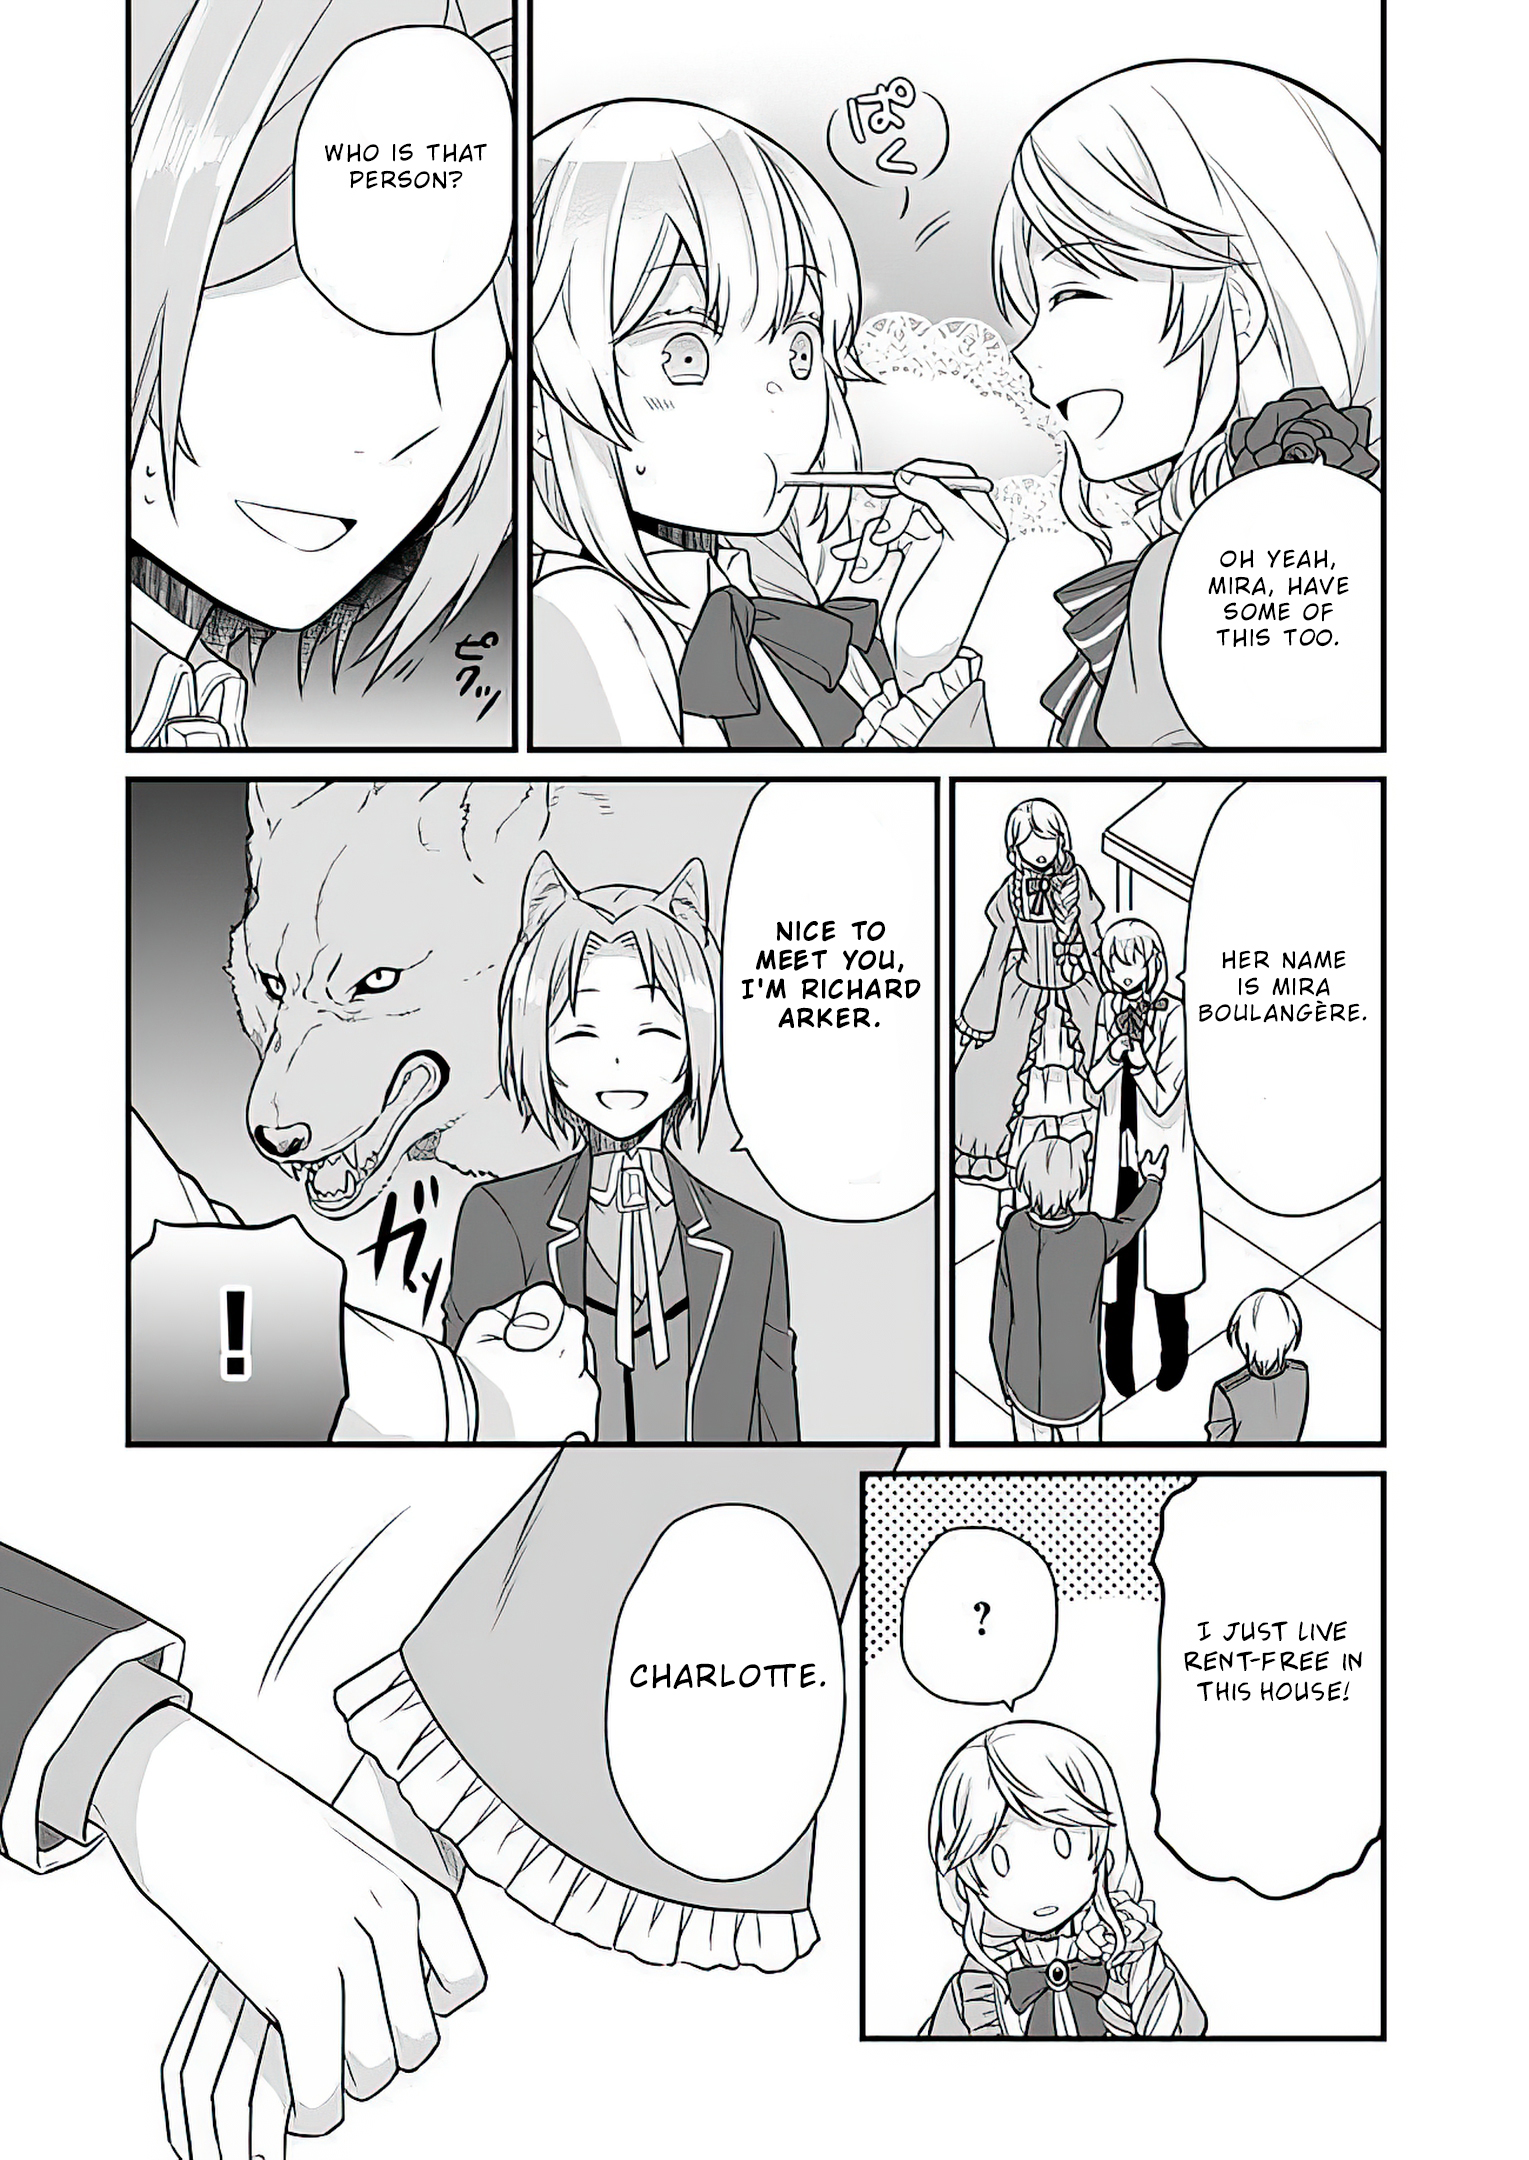 ぱく
OH YEAH,
MIRA, HAVE
SOME OF
THIS TOO.
WHO IS THAT
PERSON?
ピクッ
HER NAME
IS MIRA
BOULANGÈRE.
NICE TO
MEET YOU,
I'M RICHARD
ARKER.
ガッ
!
I JUST LIVE
RENT-FREE IN
THIS HOUSE!
?
CHARLOTTE.